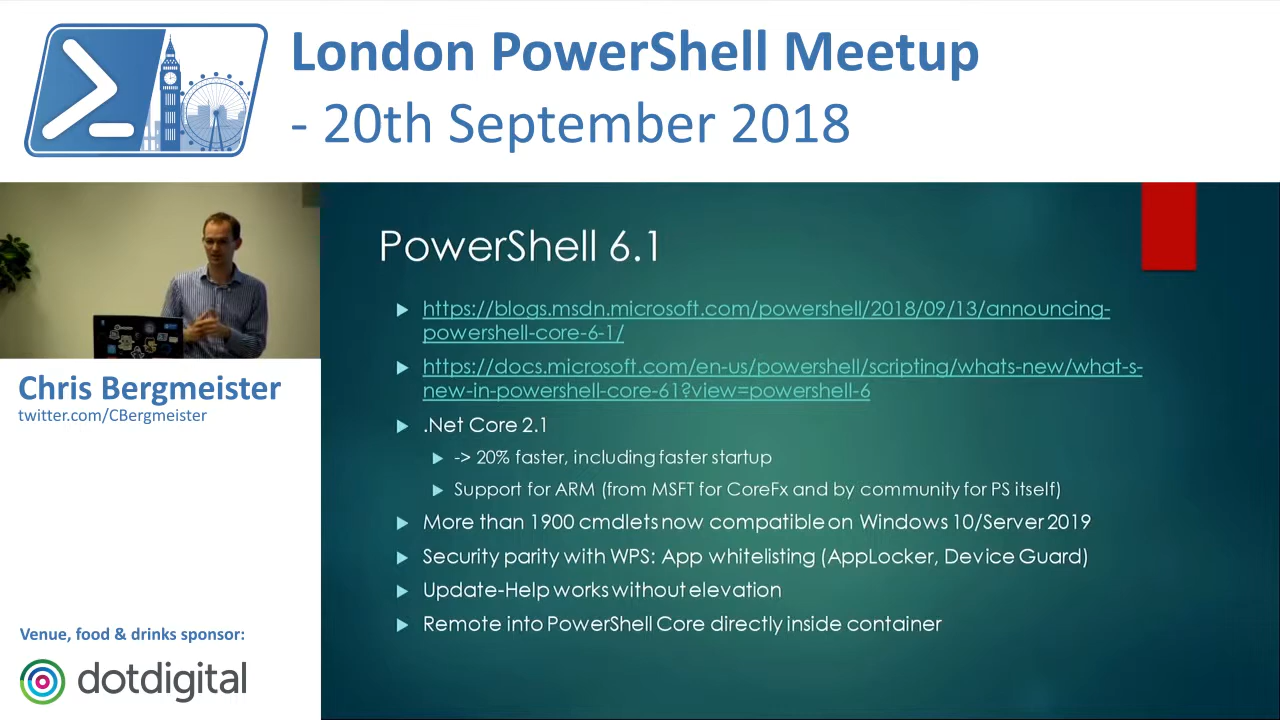 London PowerShell Meetup
- 20th September 2018
PowerShell 6.1
https://blogs.msdn.microsoft.com/powershell/2018/09/13/announcing-
powershell-core-6-1/
https://docs.microsoft.com/en-us/powershell/scripting/whats-new/what-s-
new-in-powershell-core-61?view=powershell-6
.Net Core 2.1
-> 20% faster, including faster startup
Support for ARM (from MSFT for CoreFx and by community for PS itself)
More than 1900 cmdlets now compatible on Windows 10/Server 2019
Security parity with WPS: App whitelisting (AppLocker, Device Guard)
Update-Help works without elevation
Remote into PowerShell Core directly inside container
Chris Bergmeister
twitter.com/CBergmeister
Venue, food & drinks sponsor:
dotdigital